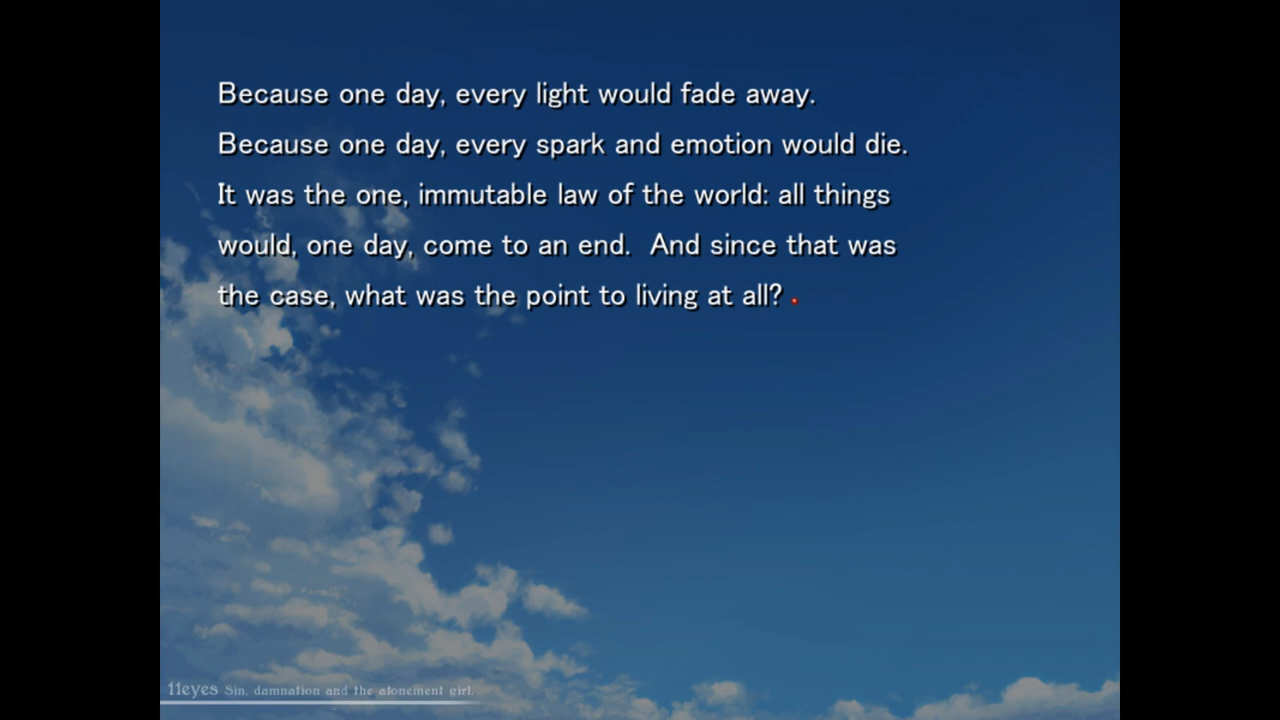 Because one day, every light would fade away.
Because one day, every spark and emotion would die.
It was the one, immutable law of the world: all things
would, one day, come to an end.  And since that was
the case, what was the point to living at all?
11eyes Sin, damnation and the atonement girl.